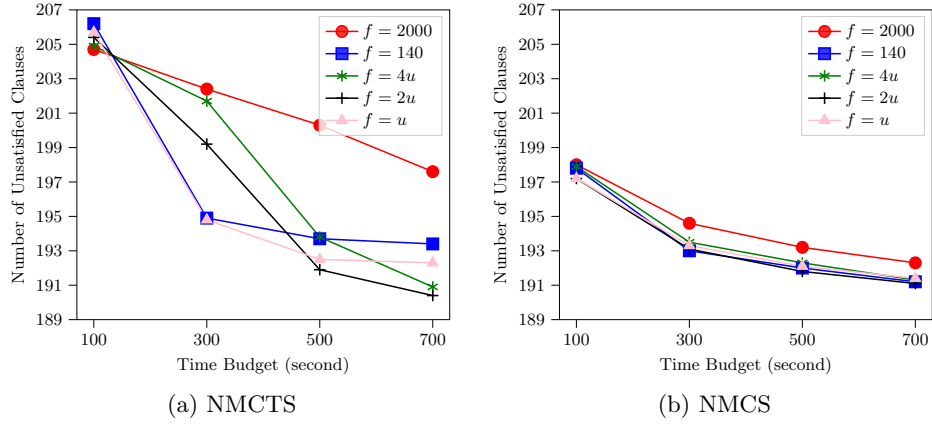 207
205
203
201
199
197
195
193
191
189
Number of Unsatisfied Clauses
100 300 500 700
Time Budget (second)
f = 2000
f = 140
f = 4u
f = 2u
f = u
(a) NMCTS
207
205
203
201
199
197
195
193
191
189
Number of Unsatisfied Clauses
100 300 500 700
Time Budget (second)
f = 2000
f = 140
f = 4u
f = 2u
f = u
(b) NMCS